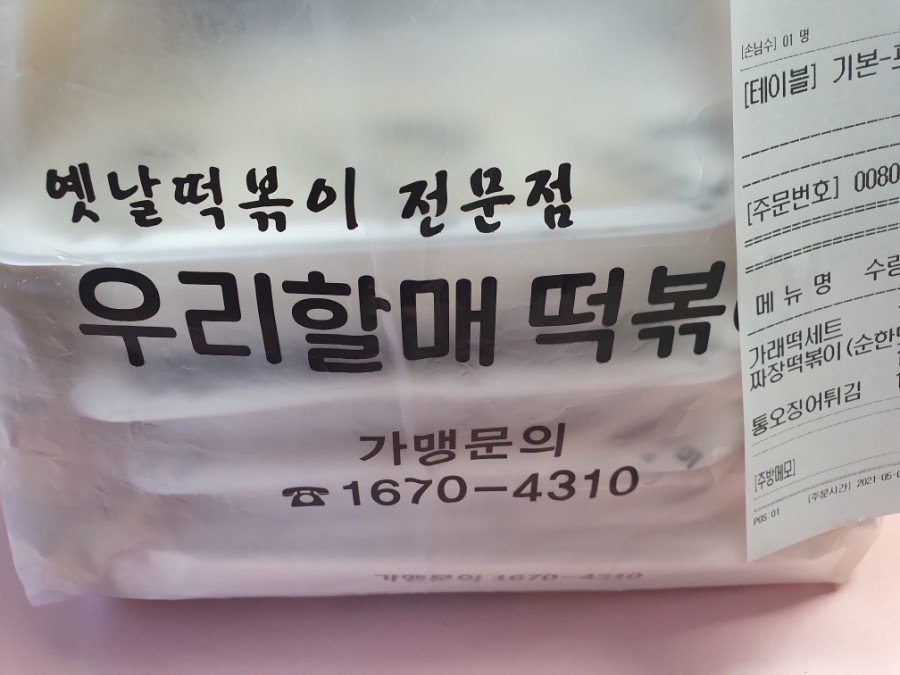 옛날떡볶이 전문점
우리할매 떡볶
가맹문의
☎1670-4310
가맹문의 1670-4310
[손님수] 01 명
[테이블] 기본-
[주문번호] 0080
메 뉴 명 수량
가래떡세트
짜장떡볶이(순한
통오징어튀김
[주방메모]
[주문시간] 2021-05-0
POS:01